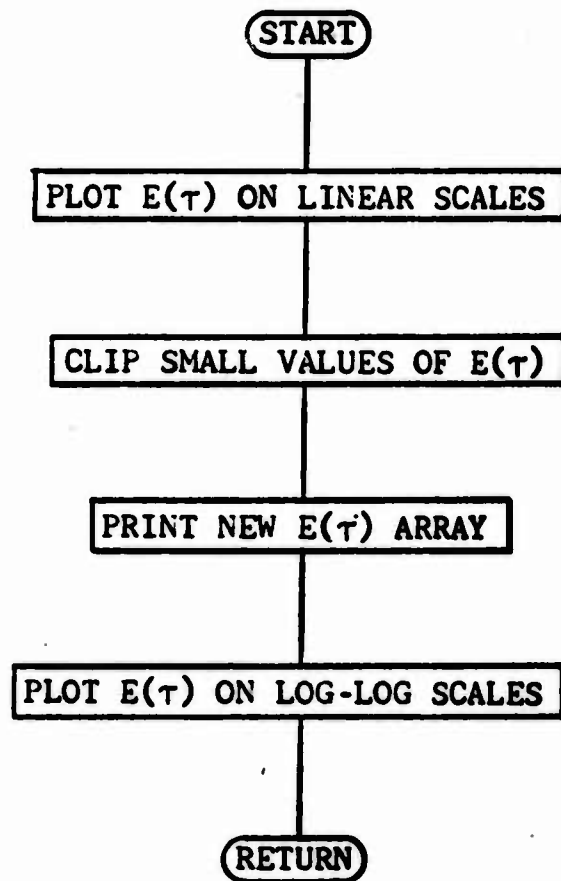 START
PLOT E(τ) ON LINEAR SCALES
CLIP SMALL VALUES OF E(τ)
PRINT NEW E(τ) ARRAY
PLOT E(τ) ON LOG-LOG SCALES
RETURN